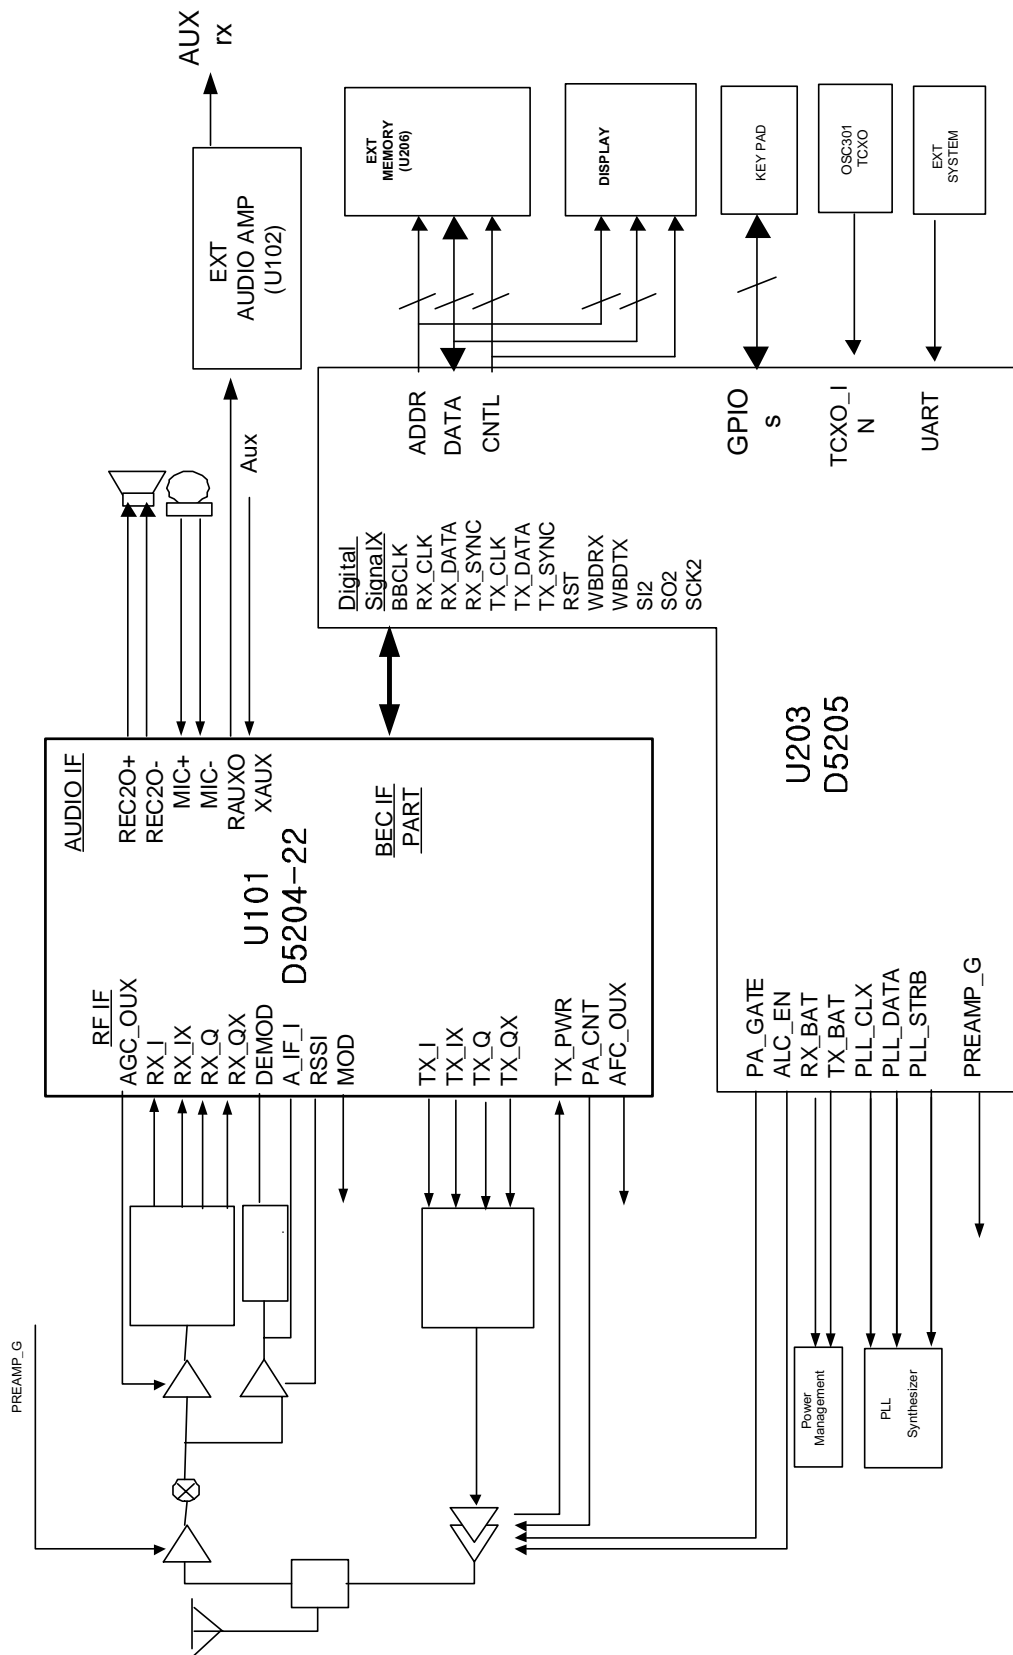 AUX
rx
EXT
AUDIO AMP
(U102)
EXT
MEMORY
(U206)
DISPLAY
KEY PAD
OSC301
TCXO
EXT
SYSTEM
Aux
ADDR
DATA
CNTL
GPIO
s
TCXO_I
N
UART
Digital
SignalX
BBCLK
RX_CLK
RX_DATA
RX_SYNC
TX_CLK
TX_DATA
TX_SYNC
RST
WBDRX
WBDTX
SI2
SO2
SCK2
U203
D5205
AUDIO IF
REC2O+
REC2O-
MIC+
MIC-
RAUXO
XAUX
BEC IF
PART
U101
D5204-22
RF IF
AGC_OUX
RX_I
RX_IX
RX_Q
RX_QX
DEMOD
A_IF_I
RSSI
MOD
TX_I
TX_IX
TX_Q
TX_QX
TX_PWR
PA_CNT
AFC_OUX
PA_GATE
ALC_EN
RX_BAT
TX_BAT
PLL_CLX
PLL_DATA
PLL_STRB
PREAMP_G
PREAMP_G
Power
Management
PLL
Synthesizer